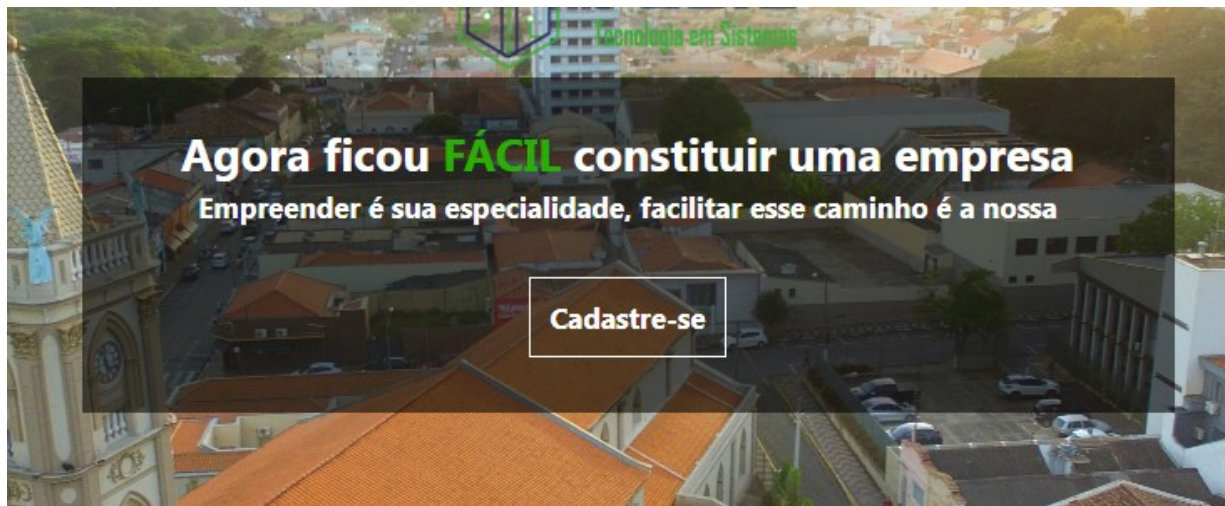 Tecnologia em Sistemas
Agora ficou FÁCIL constituir uma empresa
Empreender é sua especialidade, facilitar esse caminho é a nossa
Cadastre-se